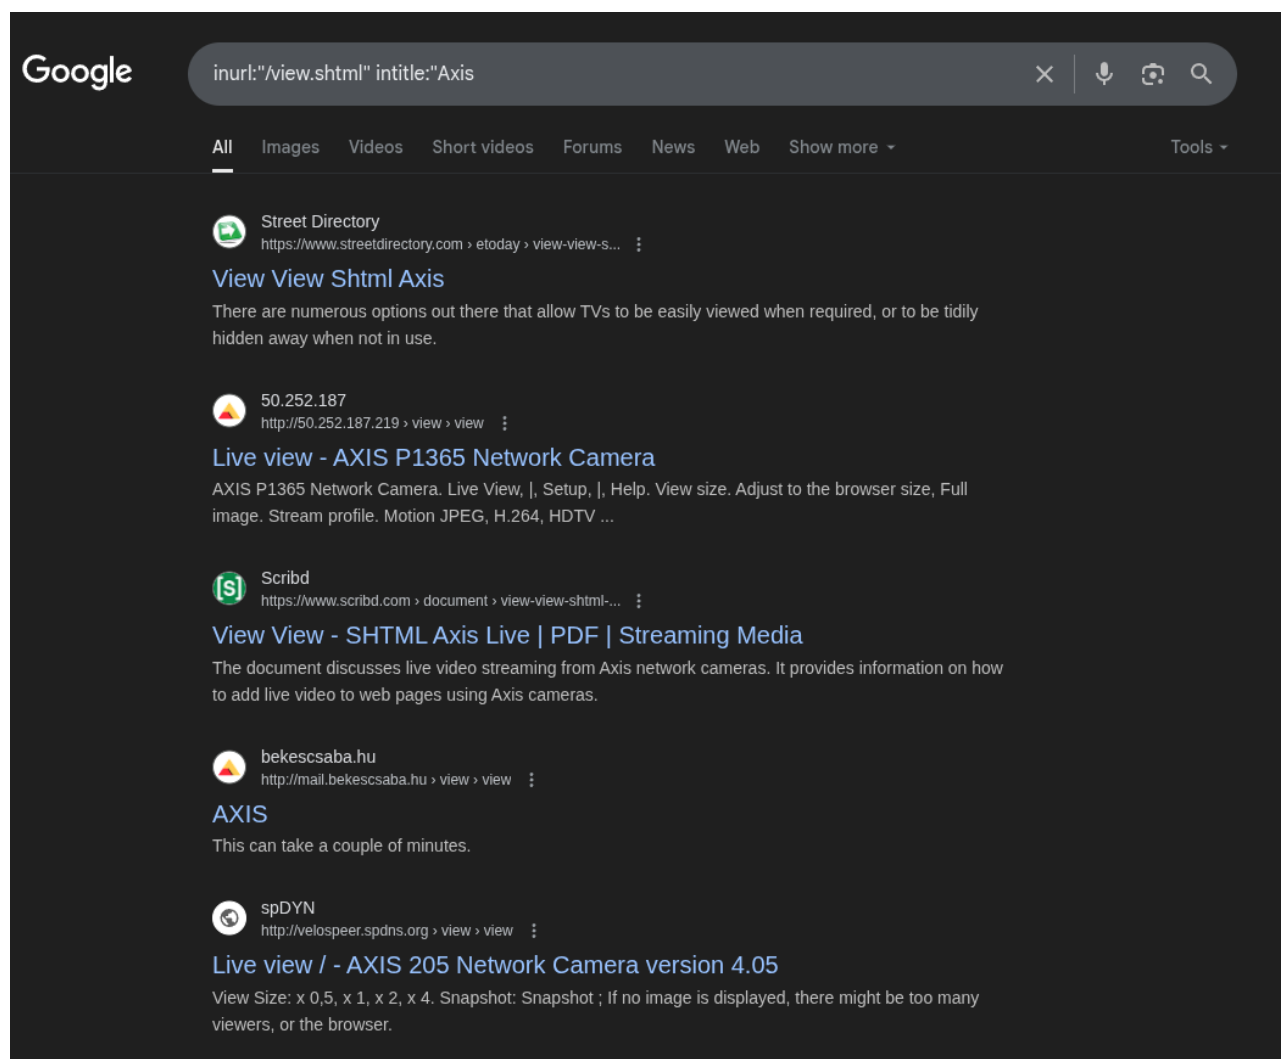 Google
inurl:"/view.shtml" intitle:"Axis
All Images Videos Short videos Forums News Web Show more Tools
Street Directory
https://www.streetdirectory.com › etoday › view-view-s...
View View Shtml Axis
There are numerous options out there that allow TVs to be easily viewed when required, or to be tidily
hidden away when not in use.
50.252.187
http://50.252.187.219 › view › view
Live view - AXIS P1365 Network Camera
AXIS P1365 Network Camera. Live View, |, Setup, |, Help. View size. Adjust to the browser size, Full
image. Stream profile. Motion JPEG, H.264, HDTV ...
[S]
Scribd
https://www.scribd.com › document › view-view-shtml-...
View View - SHTML Axis Live | PDF | Streaming Media
The document discusses live video streaming from Axis network cameras. It provides information on how
to add live video to web pages using Axis cameras.
bekescsaba.hu
http://mail.bekescsaba.hu › view › view
AXIS
This can take a couple of minutes.
spDYN
http://velospeer.spdns.org › view › view
Live view / - AXIS 205 Network Camera version 4.05
View Size: x 0,5, x 1, x 2, x 4. Snapshot: Snapshot ; If no image is displayed, there might be too many
viewers, or the browser.